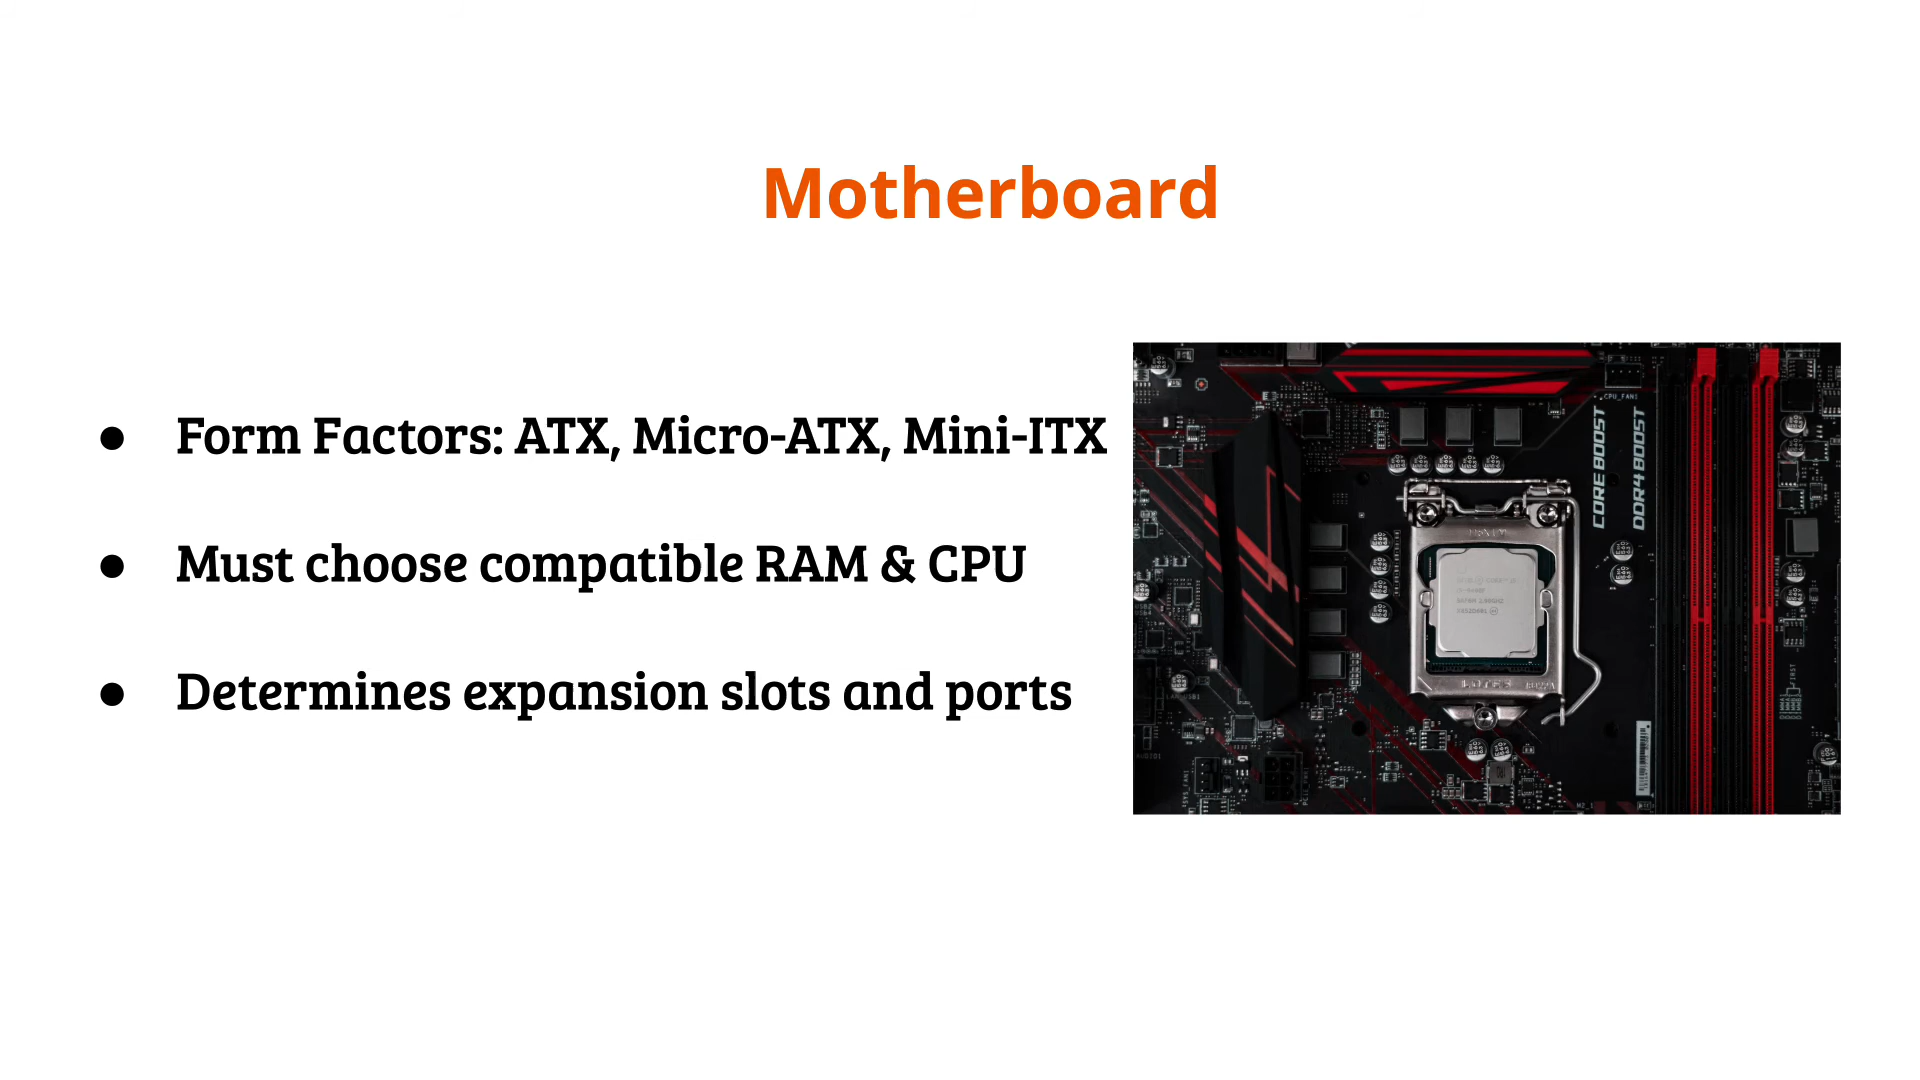 Motherboard
● Form Factors: ATX, Micro-ATX, Mini-ITX
● Must choose compatible RAM & CPU
● Determines expansion slots and ports
CPU_FAN1
CORE BOOST
DDR4 BOOST